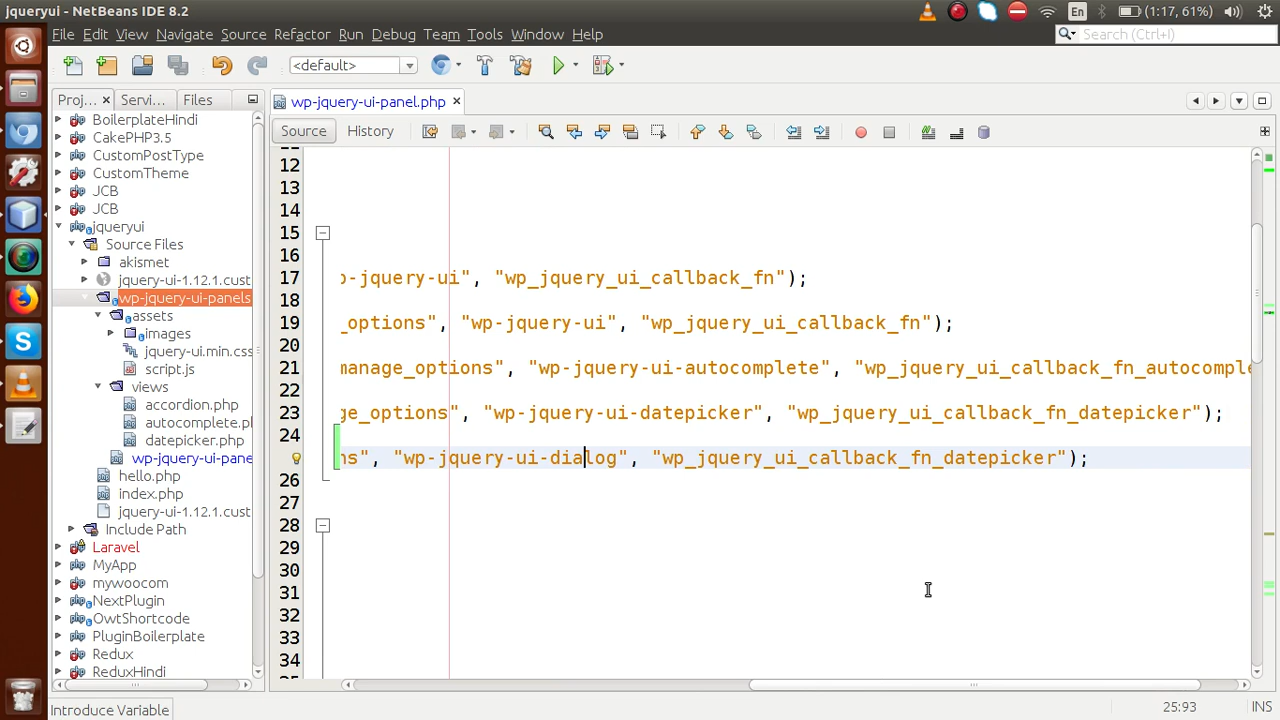 jqueryui - NetBeans IDE 8.2
En
(1:17, 61%)
File Edit View Navigate Source Refactor Run Debug Team Tools Window Help
Search (Ctrl+I)
<default>
Proj... Servi... Files
wp-jquery-ui-panel.php
Source History
BoilerplateHindi
CakePHP3.5
CustomPostType
CustomTheme
JCB
JCB
jqueryui
Source Files
akismet
jquery-ui-1.12.1.cust
wp-jquery-ui-panels
assets
images
jquery-ui.min.css
script.js
views
accordion.php
autocomplete.p
datepicker.php
wp-jquery-ui-pane
hello.php
index.php
jquery-ui-1.12.1.cust
Include Path
Laravel
MyApp
mywoocom
NextPlugin
OwtShortcode
PluginBoilerplate
Redux
ReduxHindi
12
13
14
15
16
17 p-jquery-ui", "wp_jquery_ui_callback_fn");
18
19 _options", "wp-jquery-ui", "wp_jquery_ui_callback_fn");
20
21 manage_options", "wp-jquery-ui-autocomplete", "wp_jquery_ui_callback_fn_autocomple
22
23 ge_options", "wp-jquery-ui-datepicker", "wp_jquery_ui_callback_fn_datepicker");
24
ns", "wp-jquery-ui-dialog", "wp_jquery_ui_callback_fn_datepicker");
26
27
28
29
30
31
32
33
34
Introduce Variable
25:93 INS